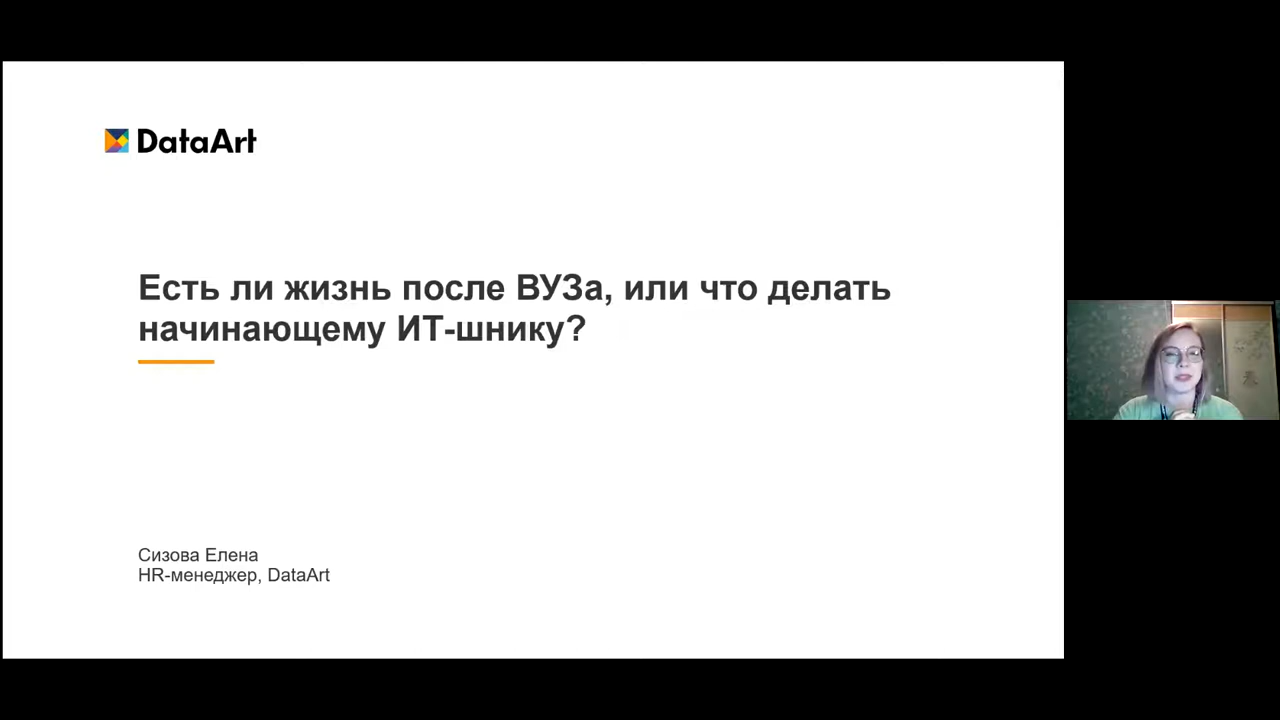 DataArt
Есть ли жизнь после ВУЗа, или что делать
начинающему ИТ-шнику?
Сизова Елена
HR-менеджер, DataArt